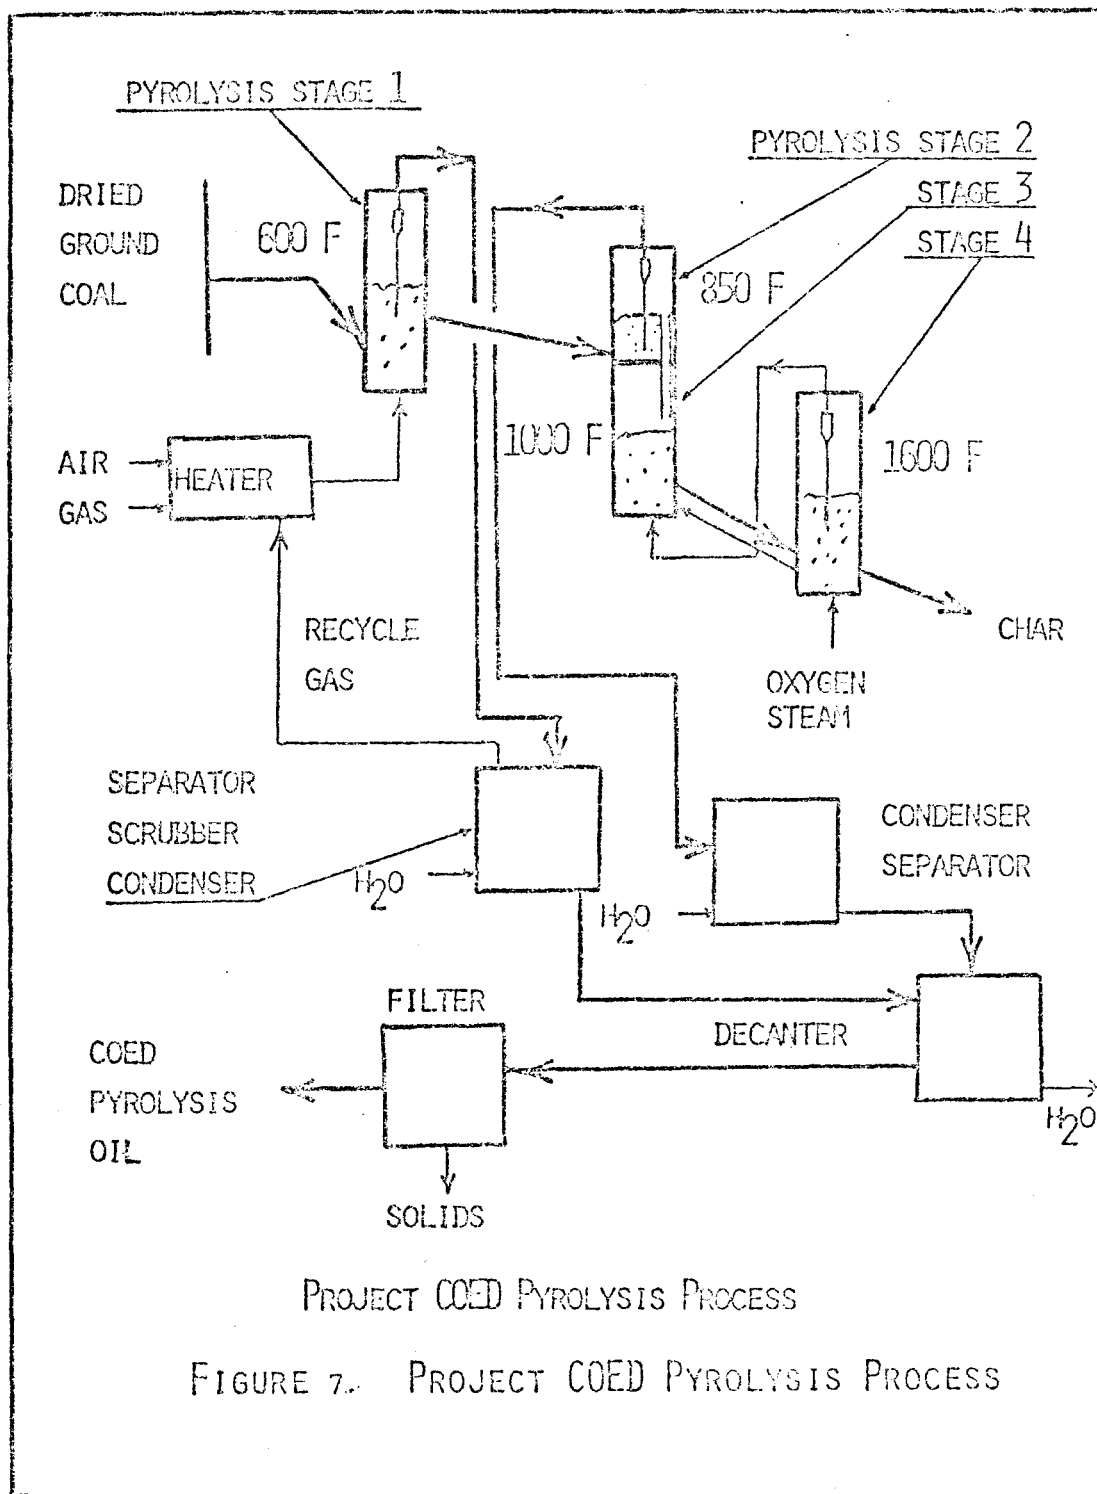 PYROLYSIS STAGE 1
PYROLYSIS STAGE 2
STAGE 3
STAGE 4
DRIED
GROUND
COAL
600 F
850 F
1000 F
1600 F
AIR
GAS
HEATER
CHAR
RECYCLE
GAS
OXYGEN
STEAM
SEPARATOR
SCRUBBER
CONDENSER
H2O
CONDENSER
SEPARATOR
H2O
FILTER
DECANTER
COED
PYROLYSIS
OIL
H2O
SOLIDS
PROJECT COED PYROLYSIS PROCESS
FIGURE 7. PROJECT COED PYROLYSIS PROCESS